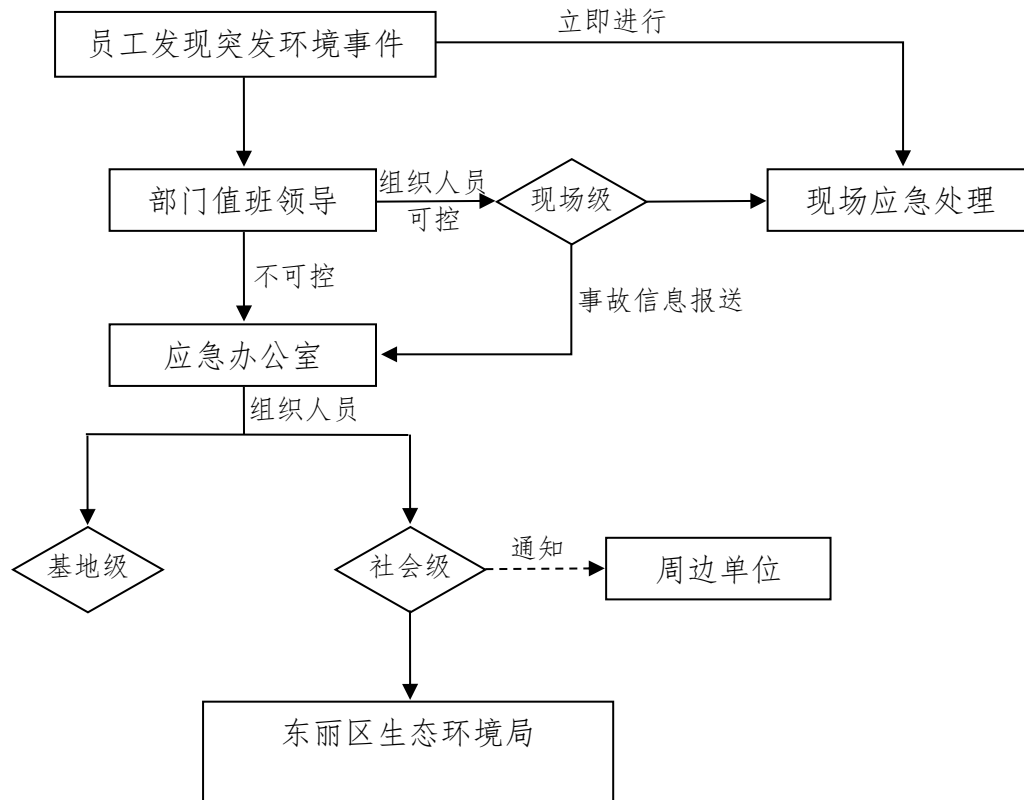 立即进行
员工发现突发环境事件
组织人员
可控
部门值班领导
现场级
现场应急处理
不可控
事故信息报送
应急办公室
组织人员
基地级
社会级
通知
周边单位
东丽区生态环境局